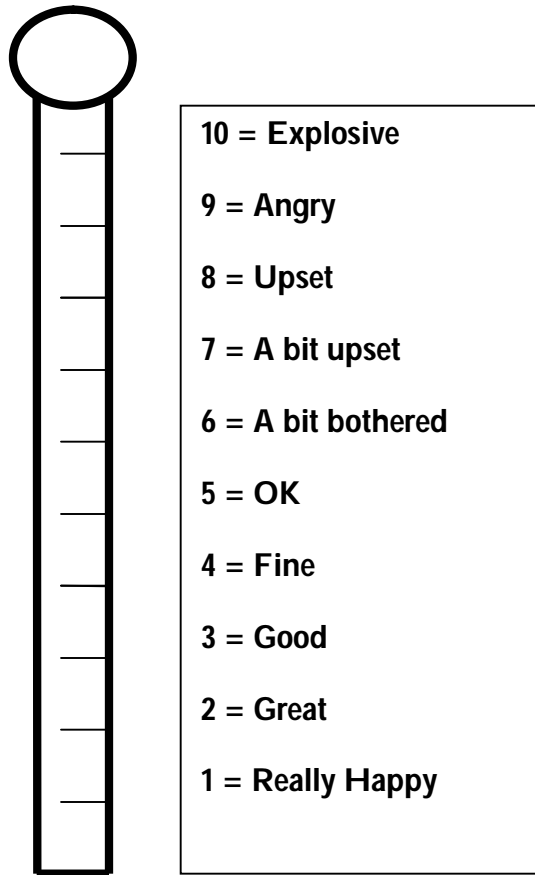 10 = Explosive
9 = Angry
8 = Upset
7 = A bit upset
6 = A bit bothered
5 = OK
4 = Fine
3 = Good
2 = Great
1 = Really Happy